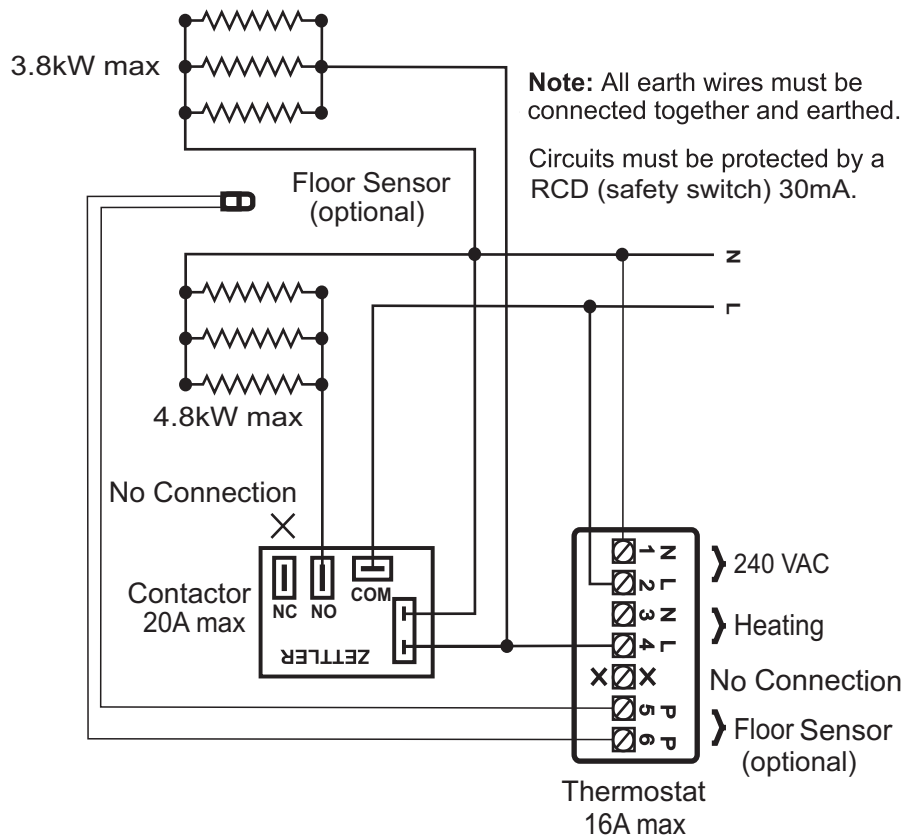 3.8kW max
Note: All earth wires must be
connected together and earthed.
Circuits must be protected by a
RCD (safety switch) 30mA.
Floor Sensor
(optional)
N
L
4.8kW max
No Connection
Contactor
20A max
NC
NO
COM
ZETTLER
1 N
2 L
3 N
4 L
X X
5 P
6 P
240 VAC
Heating
No Connection
Floor Sensor
(optional)
Thermostat
16A max